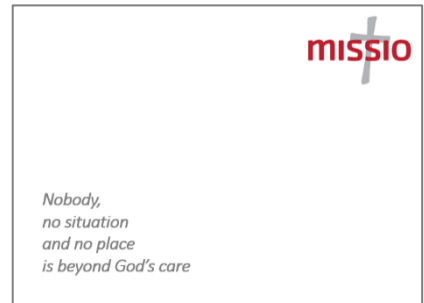 missio
Nobody,
no situation
and no place
is beyond God's care